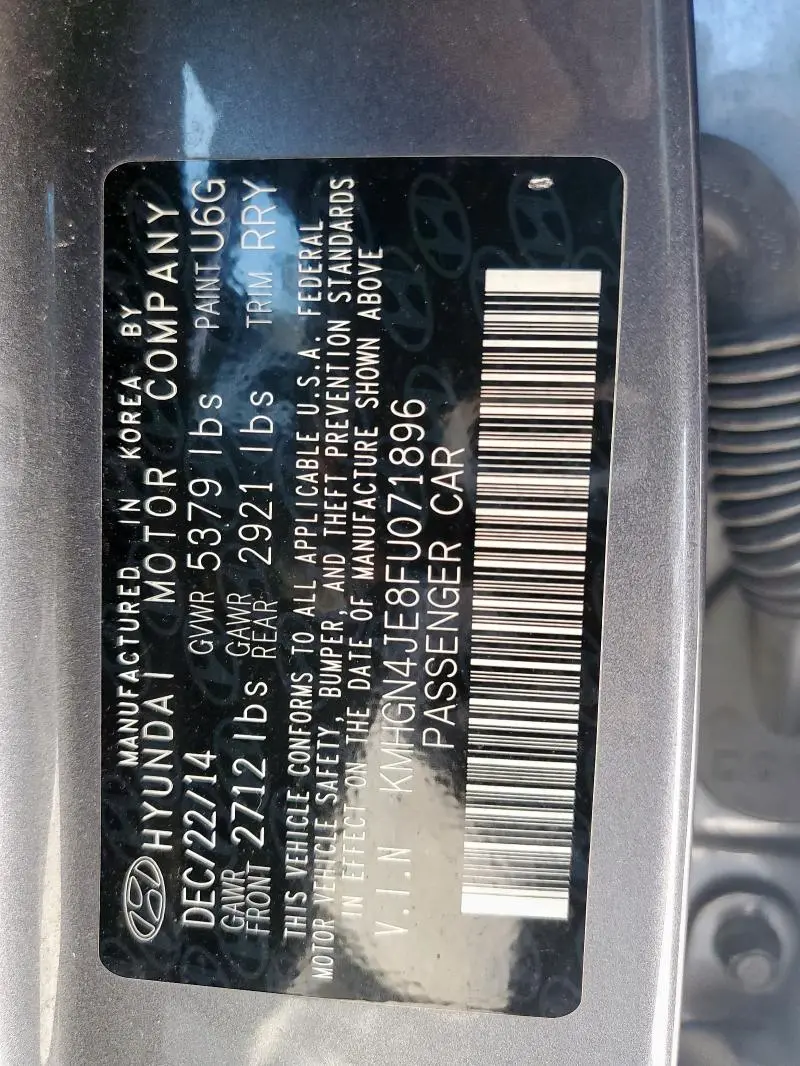 MANUFACTURED IN KOREA BY
HYUNDAI MOTOR COMPANY
DEC/22/14 GVWR 5379 lbs PAINT U6G
GAWR FRONT 2712 lbs GAWR REAR 2921 lbs TRIM RRY
THIS VEHICLE CONFORMS TO ALL APPLICABLE U.S.A. FEDERAL
MOTOR VEHICLE SAFETY, BUMPER, AND THEFT PREVENTION STANDARDS
IN EFFECT ON THE DATE OF MANUFACTURE SHOWN ABOVE
V.I.N KMHGN4JE8FU071896
PASSENGER CAR